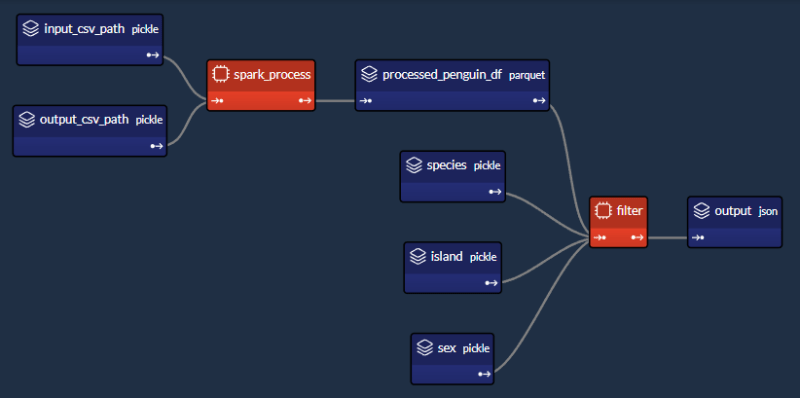 input_csv_path pickle
output_csv_path pickle
spark_process
processed_penguin_df parquet
species pickle
island pickle
sex pickle
filter
output json